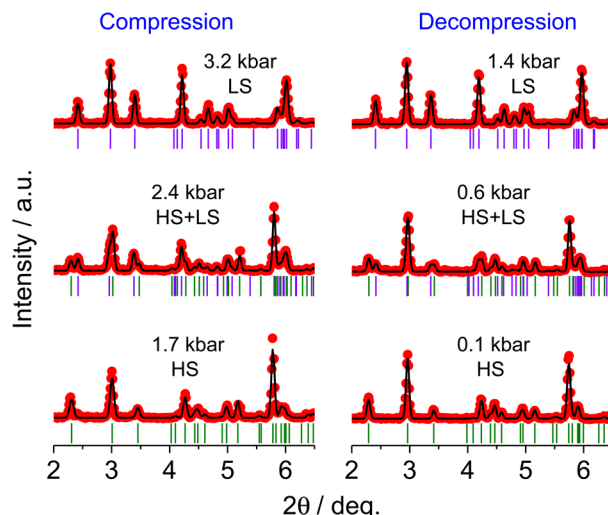 Compression
Decompression
Intensity / a.u.
3.2 kbar
LS
1.4 kbar
LS
2.4 kbar
HS+LS
0.6 kbar
HS+LS
1.7 kbar
HS
0.1 kbar
HS
2 3 4 5 6
2 3 4 5 6
2θ / deg.